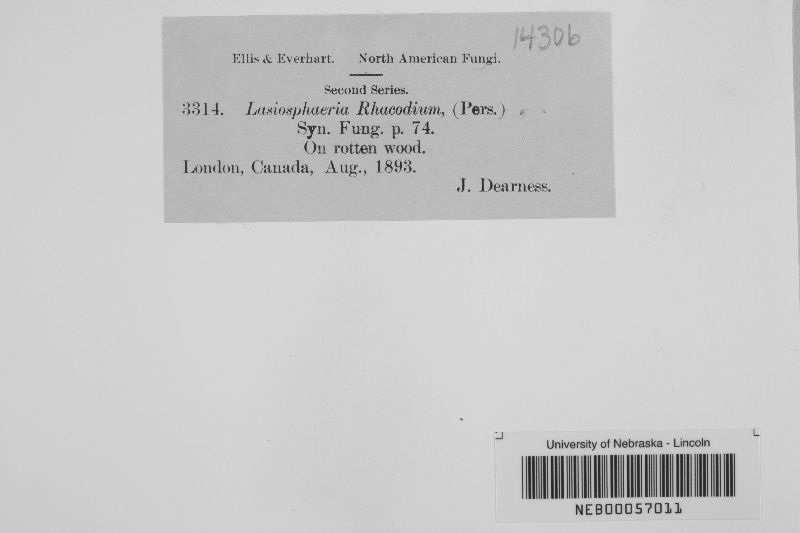 14306
Ellis & Everhart. North American Fungi.
Second Series.
3314. Lasiosphaeria Rhacodium, (Pers.)
Syn. Fung. p. 74.
On rotten wood.
London, Canada, Aug., 1893.
J. Dearness.
University of Nebraska - Lincoln
NEB00057011